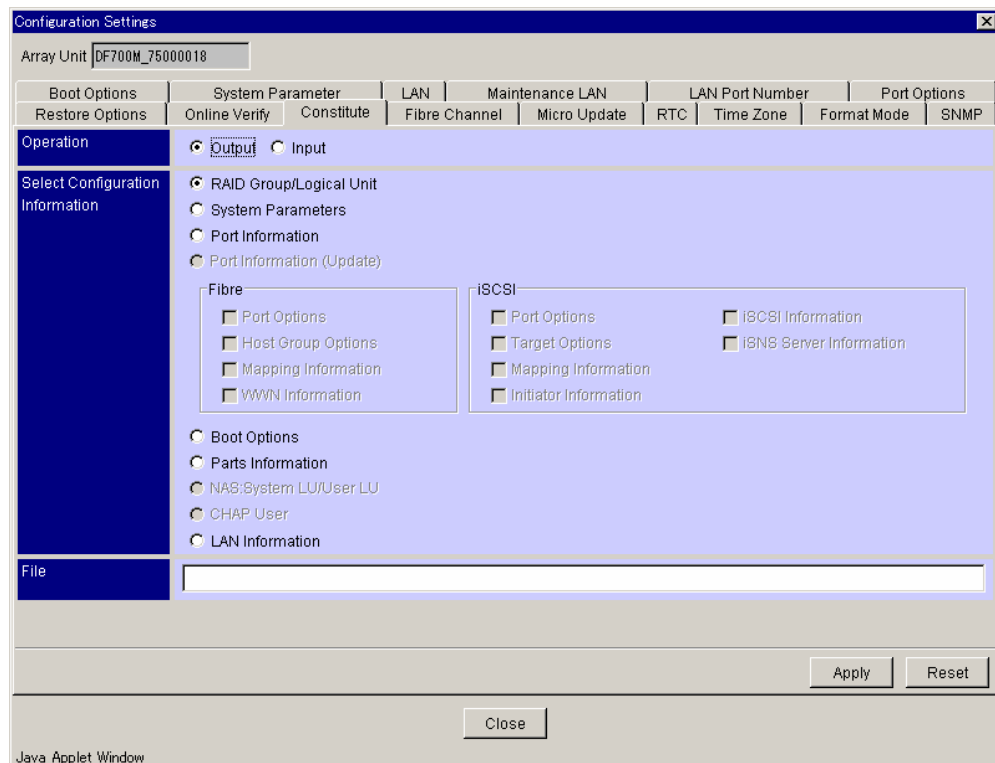 Configuration Settings
Array Unit DF700M_75000018
Boot Options System Parameter LAN Maintenance LAN LAN Port Number Port Options
Restore Options Online Verify Constitute Fibre Channel Micro Update RTC Time Zone Format Mode SNMP
Operation Output Input
Select Configuration Information
RAID Group/Logical Unit
System Parameters
Port Information
Port Information (Update)
Fibre
Port Options
Host Group Options
Mapping Information
WWN Information
iSCSI
Port Options iSCSI Information
Target Options iSNS Server Information
Mapping Information
Initiator Information
Boot Options
Parts Information
NAS:System LU/User LU
CHAP User
LAN Information
File
Apply Reset
Close
Java Applet Window